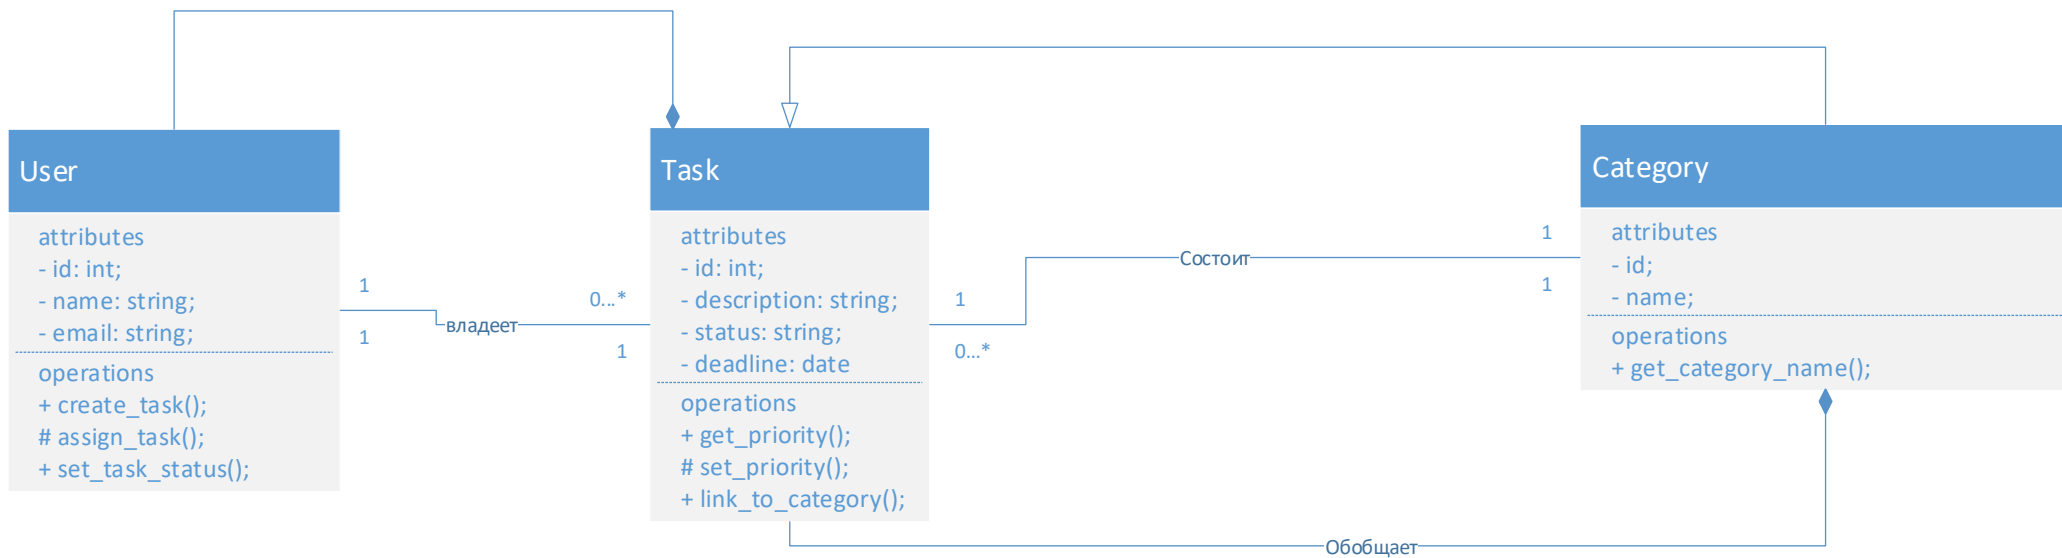 User
attributes
- id: int;
- name: string;
- email: string;
operations
+ create_task();
# assign_task();
+ set_task_status();
1
1
владеет
0...*
1
Task
attributes
- id: int;
- description: string;
- status: string;
- deadline: date
operations
+ get_priority();
# set_priority();
+ link_to_category();
1
0...*
Состоит
1
1
Category
attributes
- id;
- name;
operations
+ get_category_name();
Обобщает